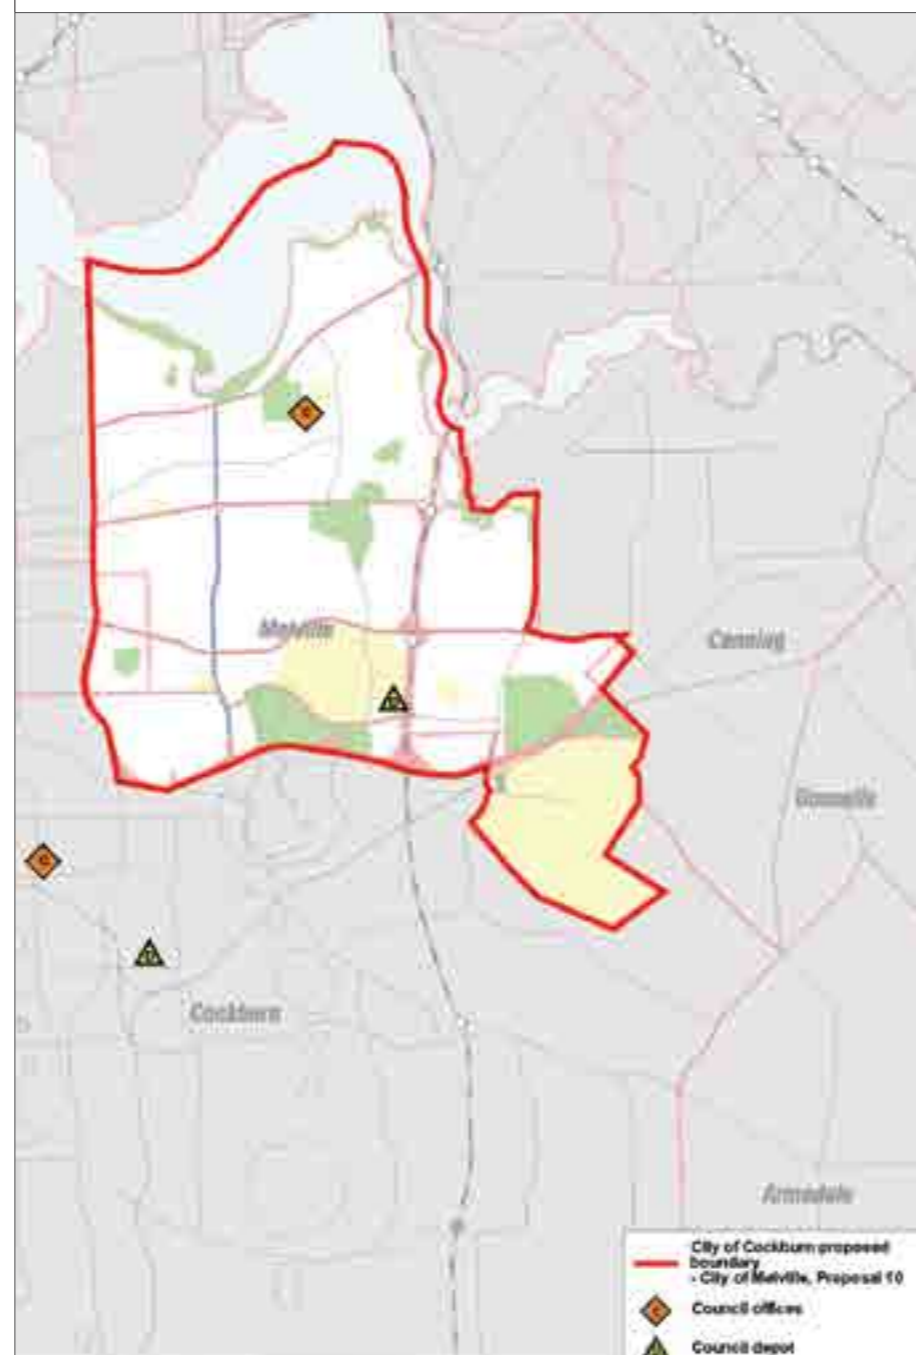 Melville
Canning
Gosnells
Cockburn
Armadale
City of Cockburn proposed
boundary
- City of Melville, Proposal 10
C
Council offices
Council depot